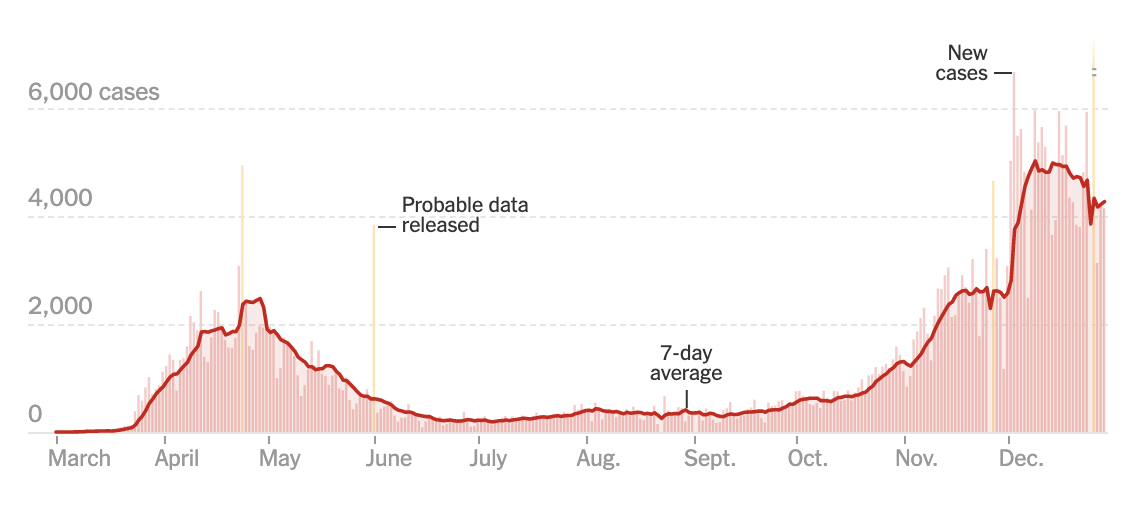 New
cases
6,000 cases
4,000
Probable data
released
2,000
7-day
average
0
March April May June July Aug. Sept. Oct. Nov. Dec.